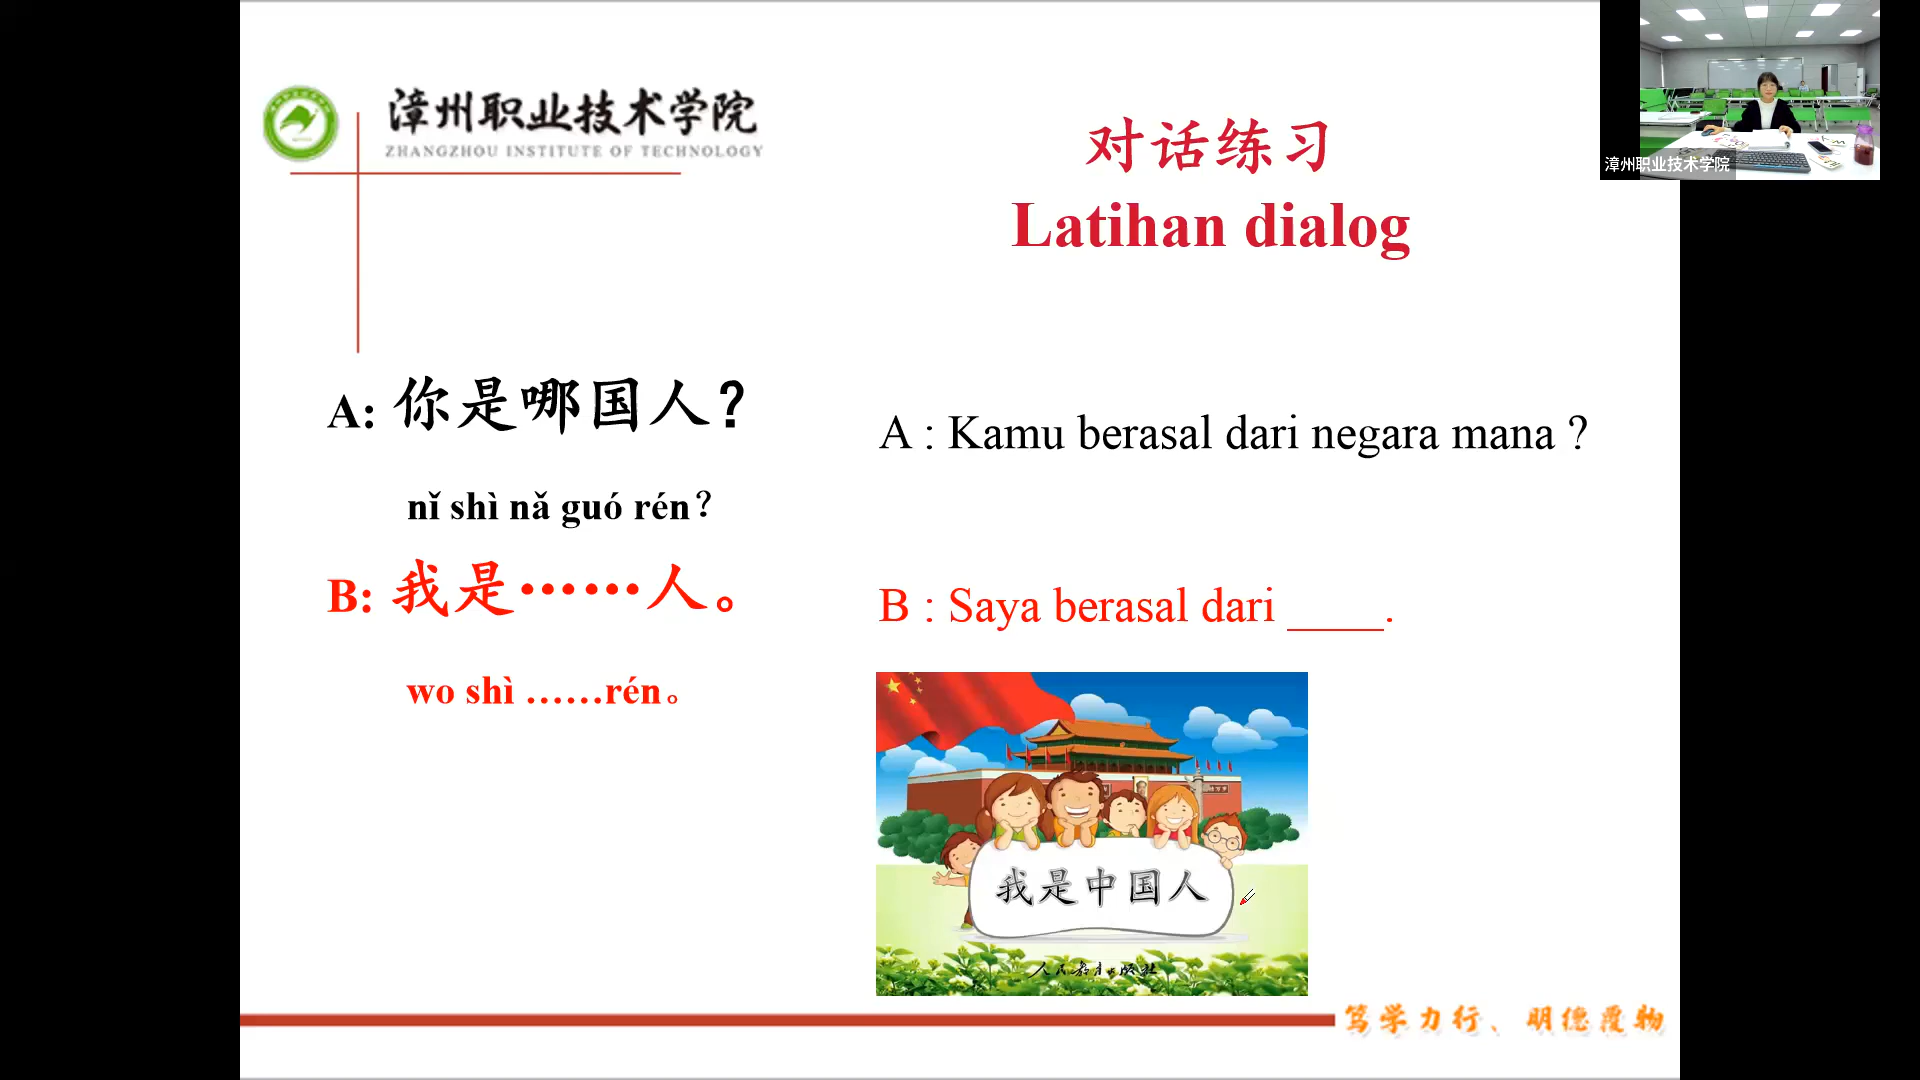 漳州职业技术学院
ZHANGZHOU INSTITUTE OF TECHNOLOGY
对话练习
Latihan dialog
A: 你是哪国人?
nǐ shì nǎ guó rén?
B: 我是……人。
wo shì ……rén。
A : Kamu berasal dari negara mana ?
B : Saya berasal dari ____.
我是中国人
人民教育出版社
笃学力行、明德覆物
漳州职业技术学院